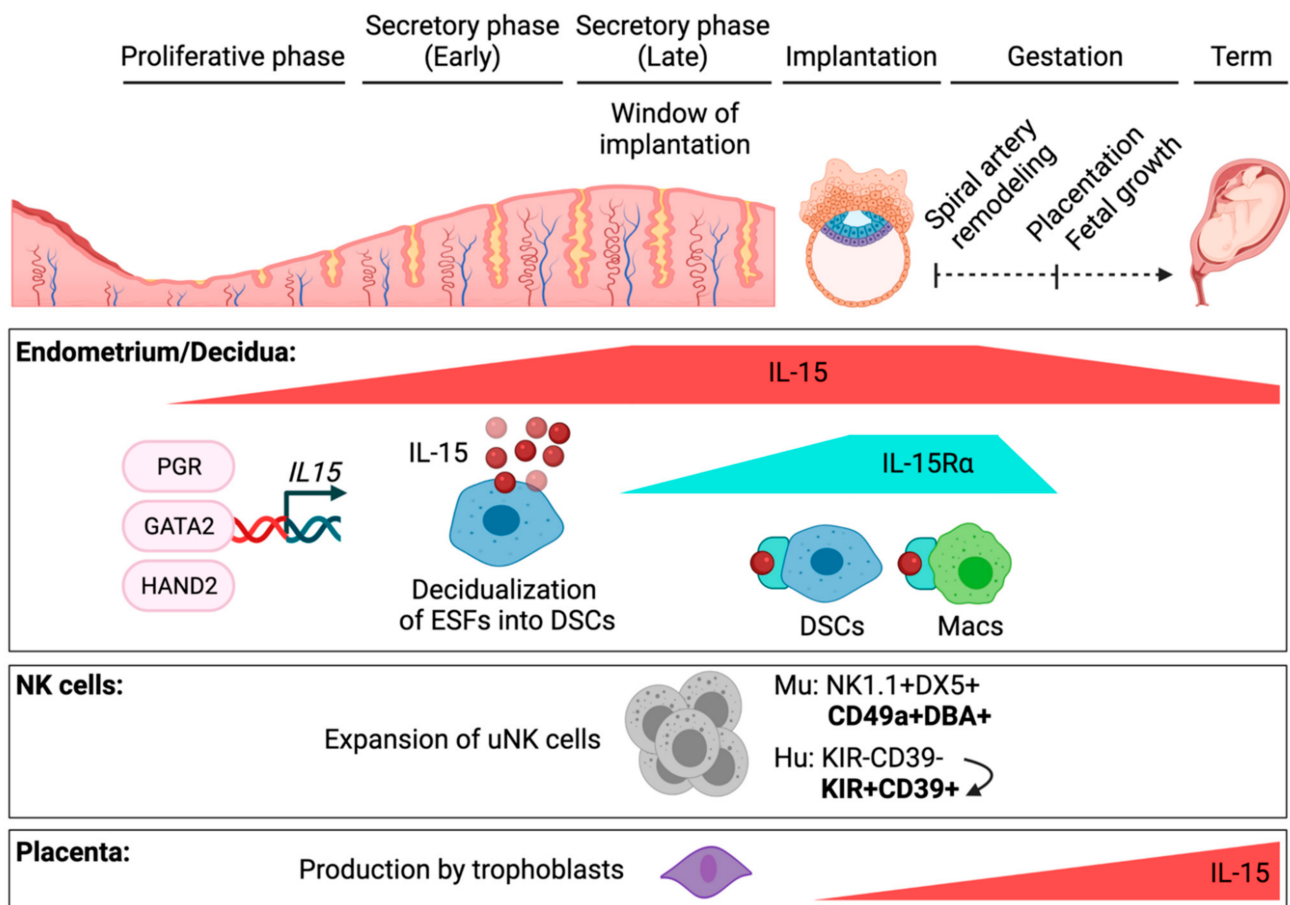 Proliferative phase
Secretory phase
(Early)
Secretory phase
(Late)
Implantation
Gestation
Term
Window of
implantation
Spiral artery
remodeling
Placentation
Fetal growth
Endometrium/Decidua:
IL-15
PGR
GATA2
HAND2
IL15
IL-15
Decidualization
of ESFs into DSCs
IL-15Rα
DSCs
Macs
NK cells:
Expansion of uNK cells
Mu: NK1.1+DX5+
CD49a+DBA+
Hu: KIR-CD39-
KIR+CD39+
Placenta:
Production by trophoblasts
IL-15